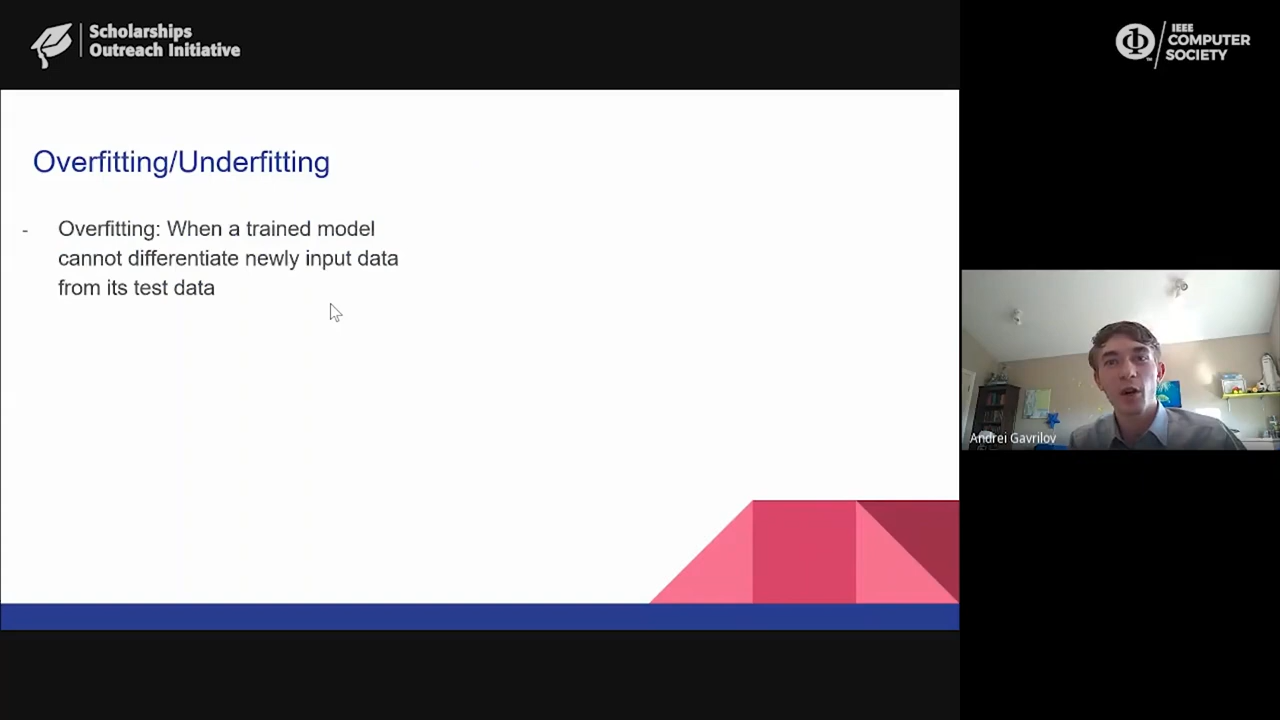 Scholarships
Outreach Initiative
IEEE
COMPUTER
SOCIETY
Overfitting/Underfitting
- Overfitting: When a trained model
cannot differentiate newly input data
from its test data
Andrei Gavrilov